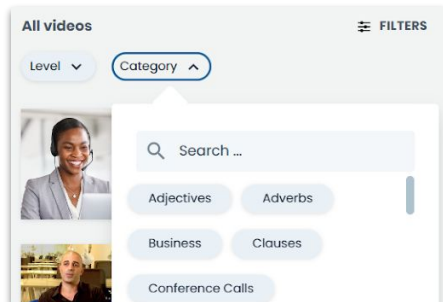 All videos
FILTERS
Level
Category
Search ...
Adjectives
Adverbs
Business
Clauses
Conference Calls